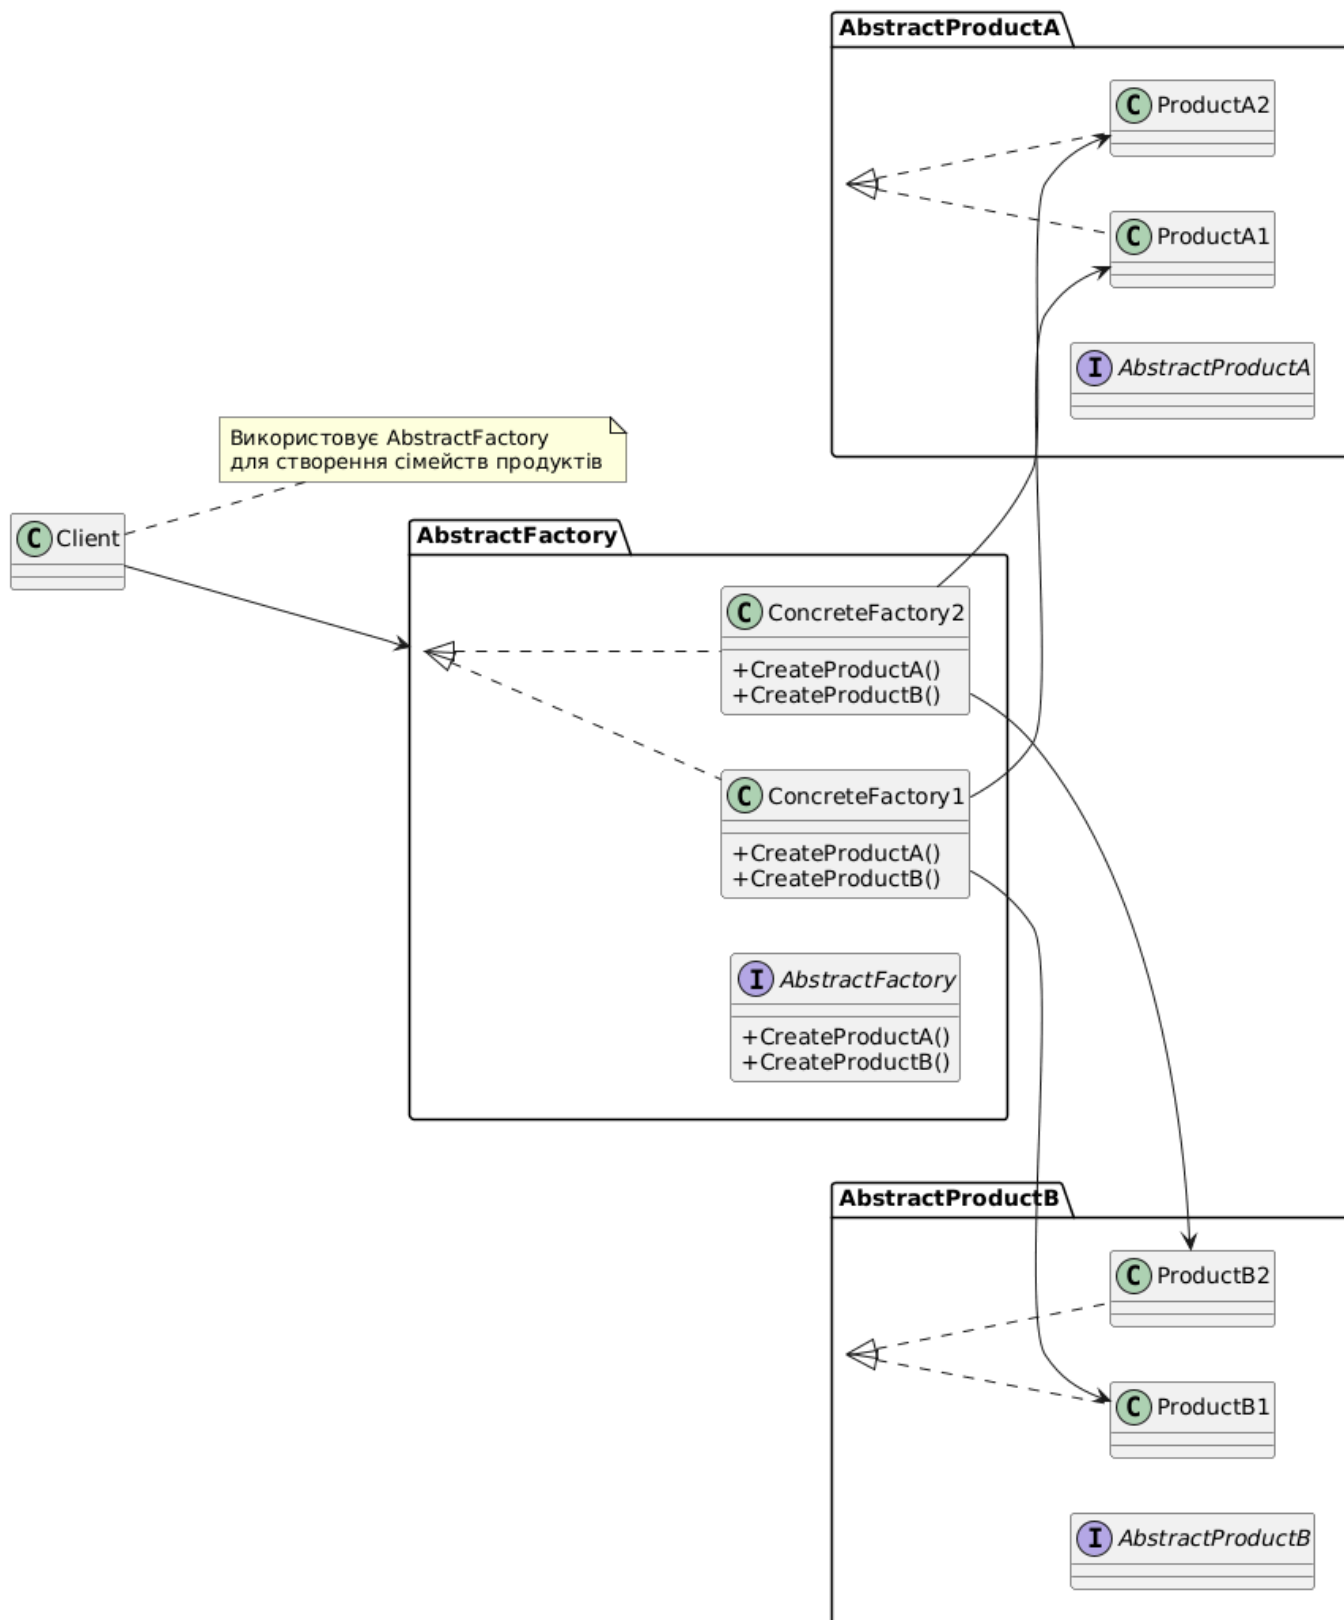 AbstractProductA
C ProductA2
C ProductA1
I AbstractProductA
Використовує AbstractFactory
для створення сімейств продуктів
C Client
AbstractFactory
C ConcreteFactory2
+CreateProductA()
+CreateProductB()
C ConcreteFactory1
+CreateProductA()
+CreateProductB()
I AbstractFactory
+CreateProductA()
+CreateProductB()
AbstractProductB
C ProductB2
C ProductB1
I AbstractProductB